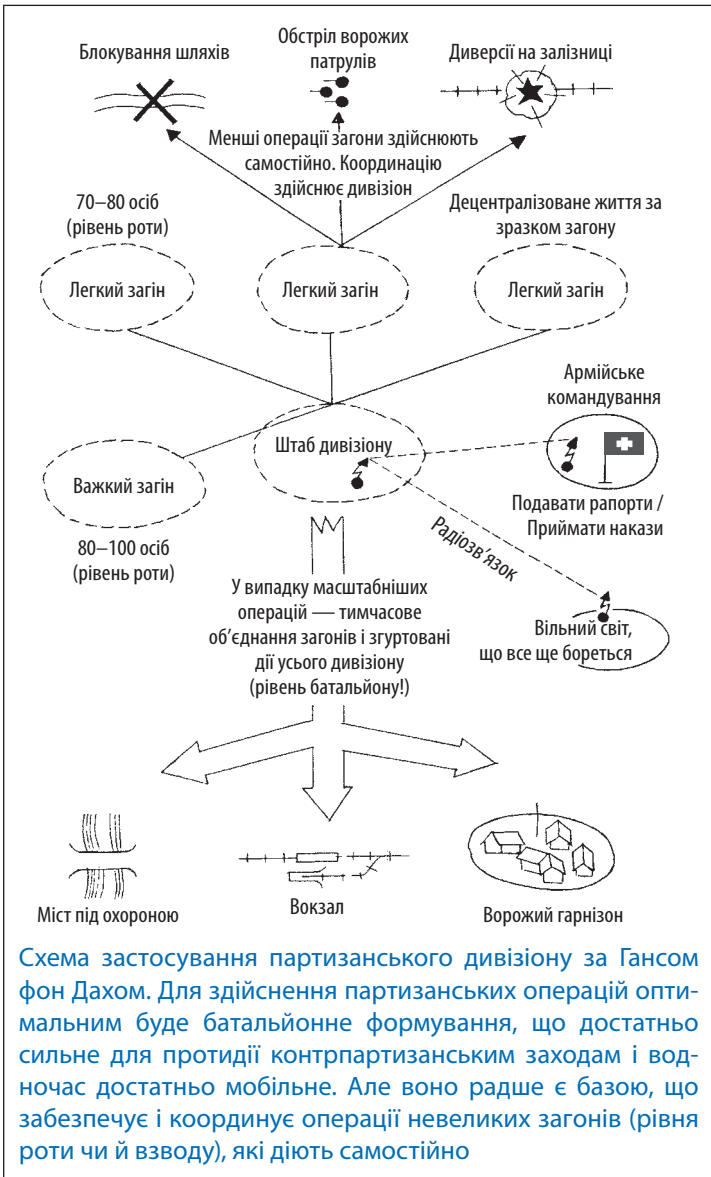 Блокування шляхів
Обстріл ворожих
патрулів
Диверсії на залізниці
Менші операції загони здійснюють
самостійно. Координацію
здійснює дивізіон
70–80 осіб
(рівень роти)
Децентралізоване життя за
зразком загону
Легкий загін
Легкий загін
Легкий загін
Армійське
командування
Штаб дивізіону
Важкий загін
Подавати рапорти /
Приймати накази
80–100 осіб
(рівень роти)
Радіозв'язок
У випадку масштабніших
операцій — тимчасове
об'єднання загонів і згуртовані
дії усього дивізіону
(рівень батальйону!)
Вільний світ,
що все ще бореться
Міст під охороною
Вокзал
Ворожий гарнізон
Схема застосування партизанського дивізіону за Гансом
фон Дахом. Для здійснення партизанських операцій опти-
мальним буде батальйонне формування, що достатньо
сильне для протидії контрпартизанським заходам і вод-
ночас достатньо мобільне. Але воно радше є базою, що
забезпечує і координує операції невеликих загонів (рівня
роти чи й взводу), які діють самостійно